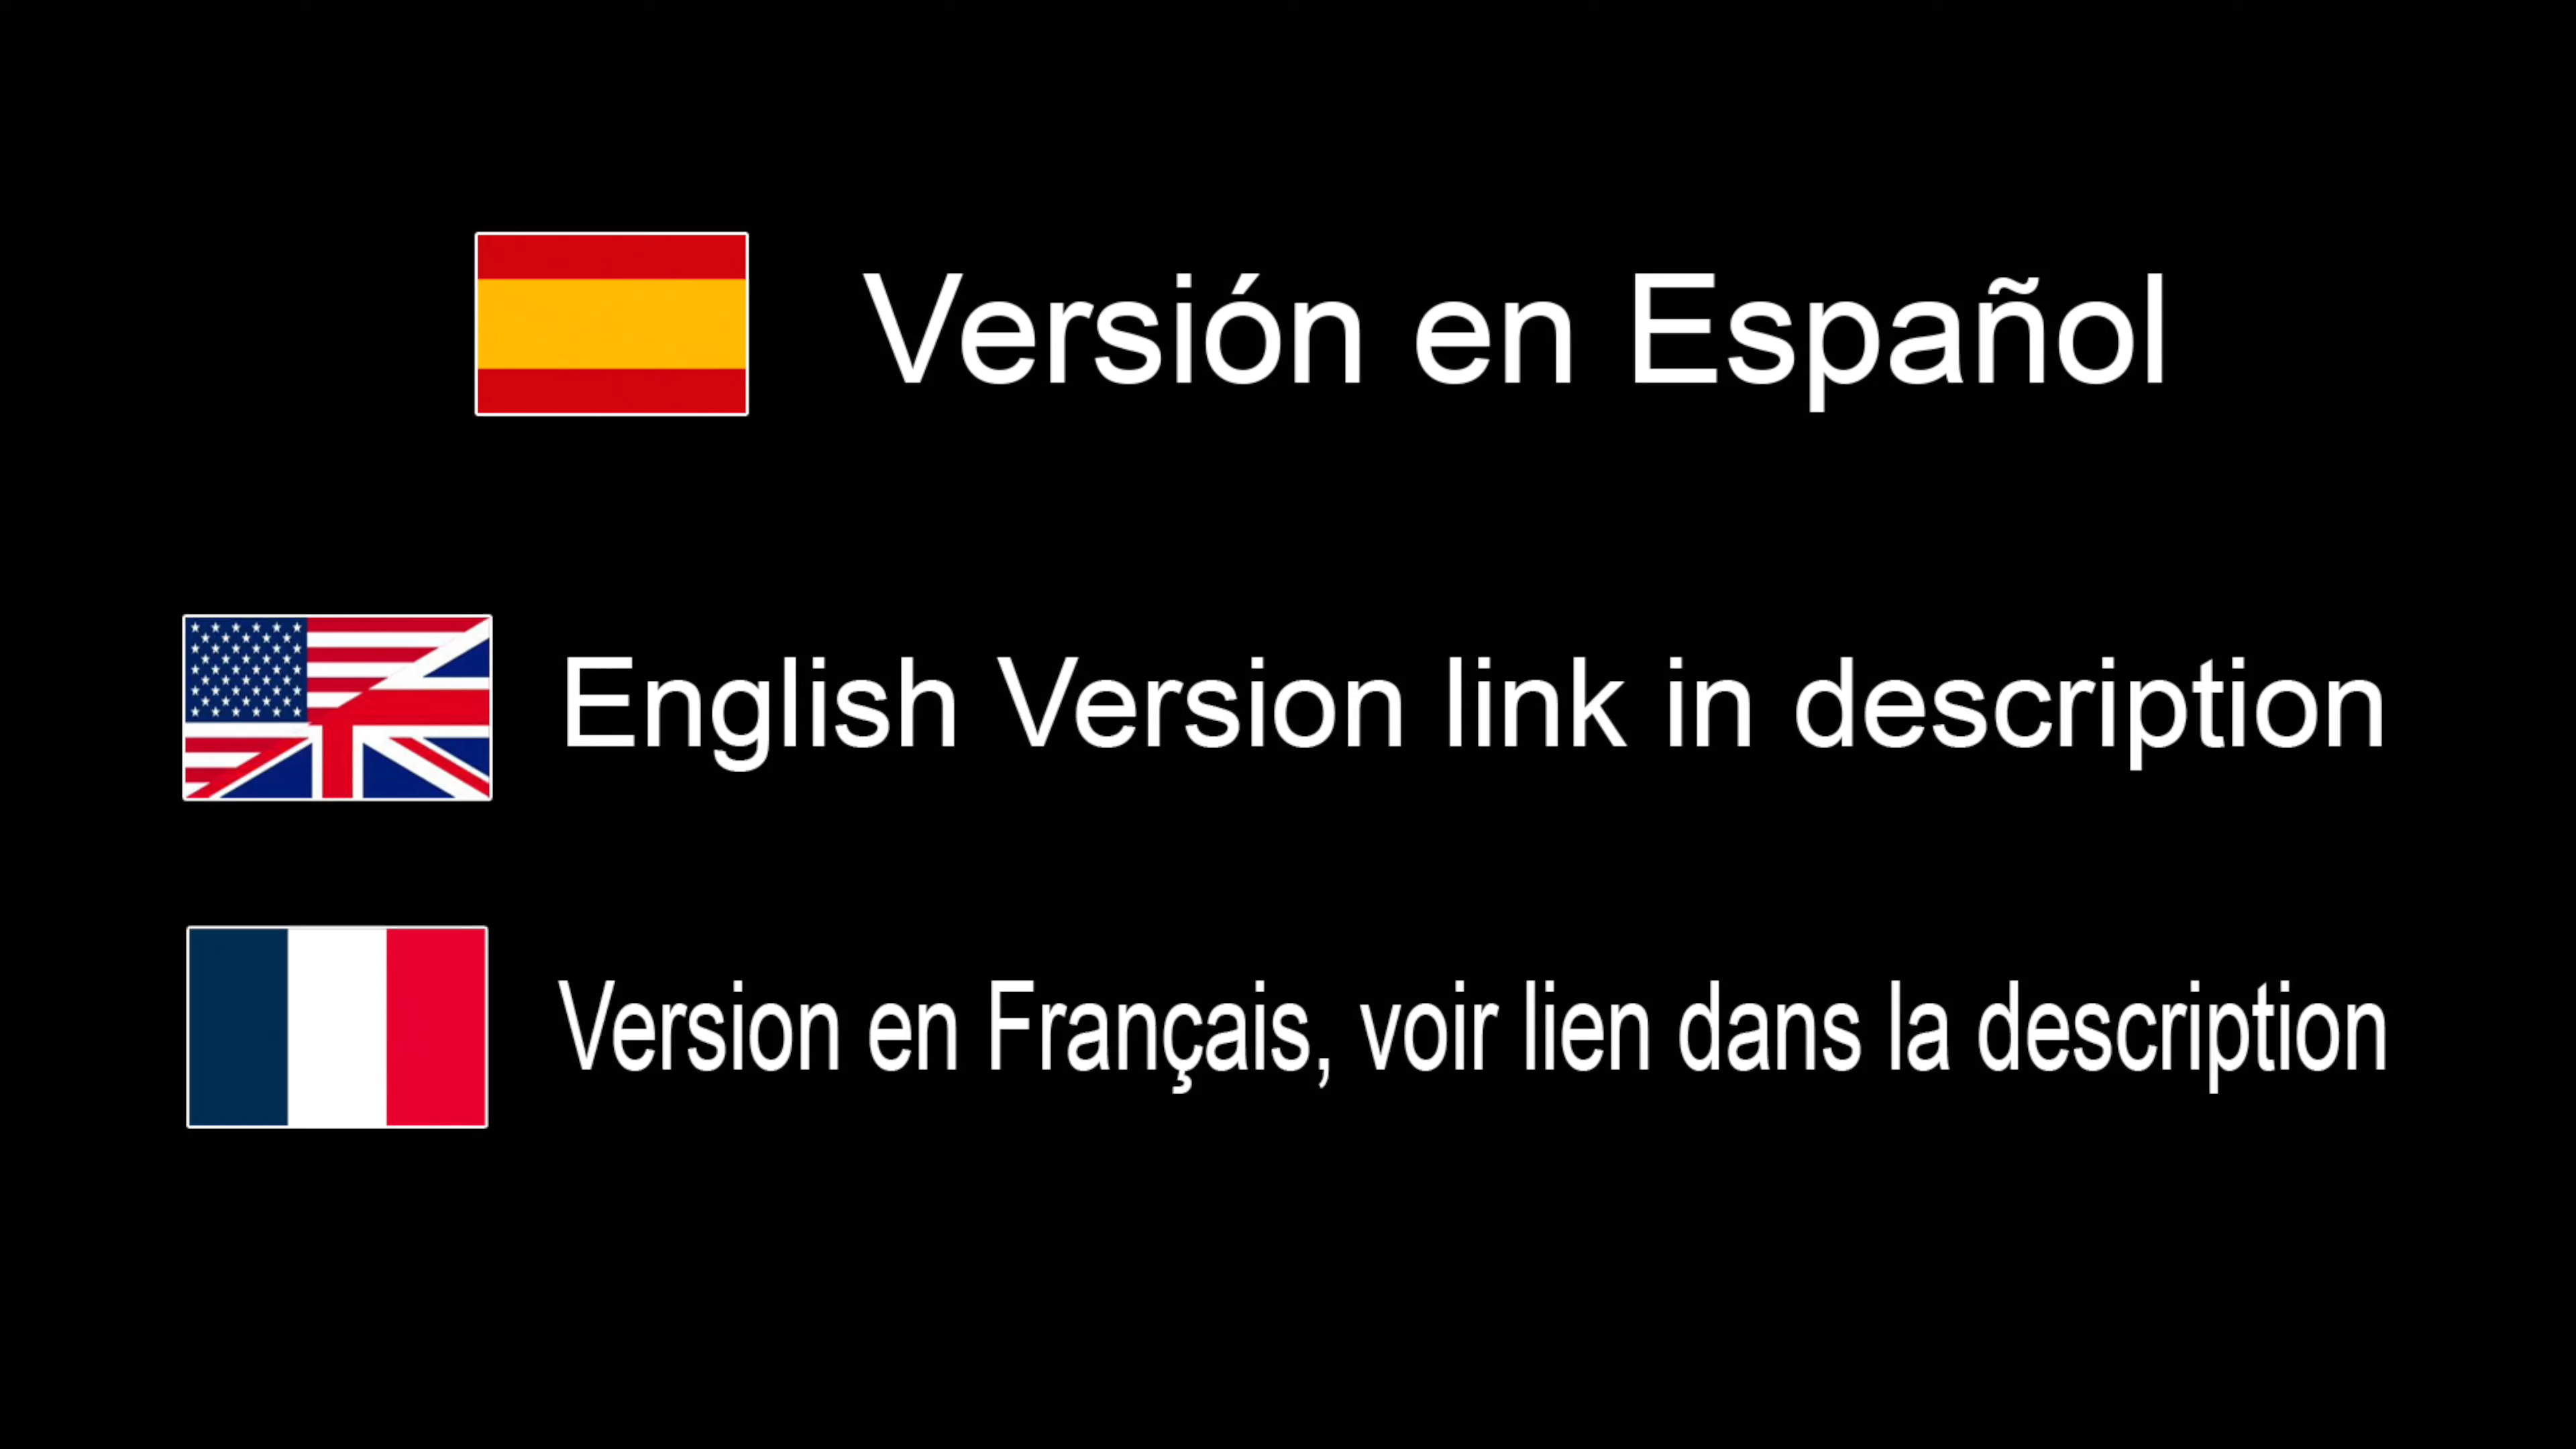 Versión en Español
English Version link in description
Version en Français, voir lien dans la description